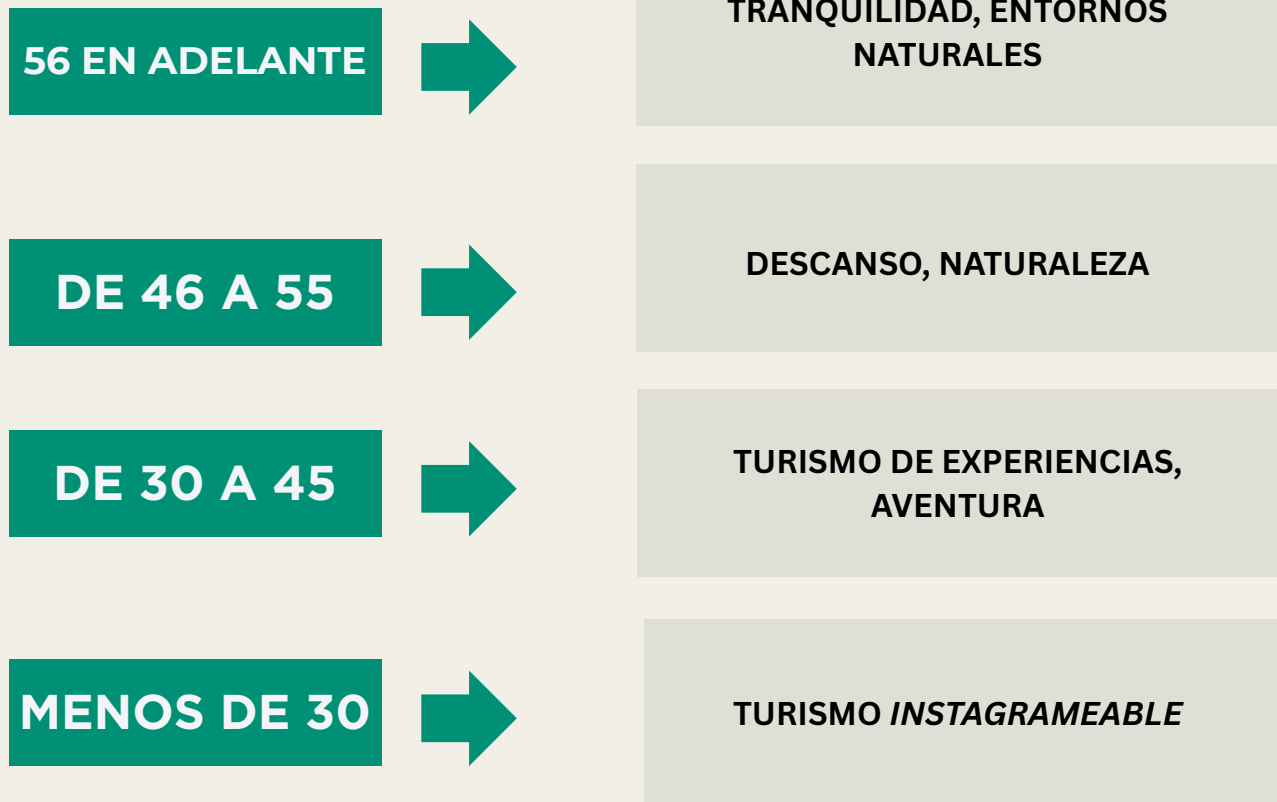 56 EN ADELANTE
TRANQUILIDAD, ENTORNOS
NATURALES
DE 46 A 55
DESCANSO, NATURALEZA
DE 30 A 45
TURISMO DE EXPERIENCIAS,
AVENTURA
MENOS DE 30
TURISMO INSTAGRAMEABLE